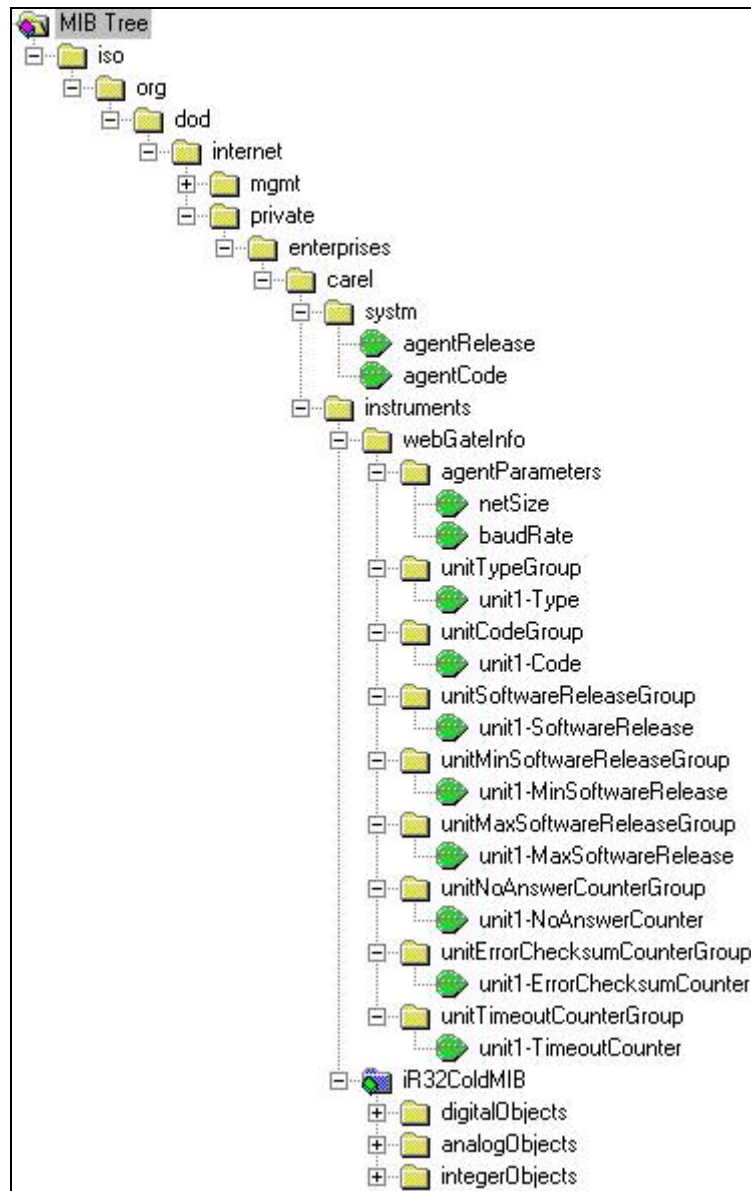 MIB Tree
iso
org
dod
internet
mgmt
private
enterprises
carel
systm
agentRelease
agentCode
instruments
webGateInfo
agentParameters
netSize
baudRate
unitTypeGroup
unit1-Type
unitCodeGroup
unit1-Code
unitSoftwareReleaseGroup
unit1-SoftwareRelease
unitMinSoftwareReleaseGroup
unit1-MinSoftwareRelease
unitMaxSoftwareReleaseGroup
unit1-MaxSoftwareRelease
unitNoAnswerCounterGroup
unit1-NoAnswerCounter
unitErrorChecksumCounterGroup
unit1-ErrorChecksumCounter
unitTimeoutCounterGroup
unit1-TimeoutCounter
iR32ColdMIB
digitalObjects
analogObjects
integerObjects